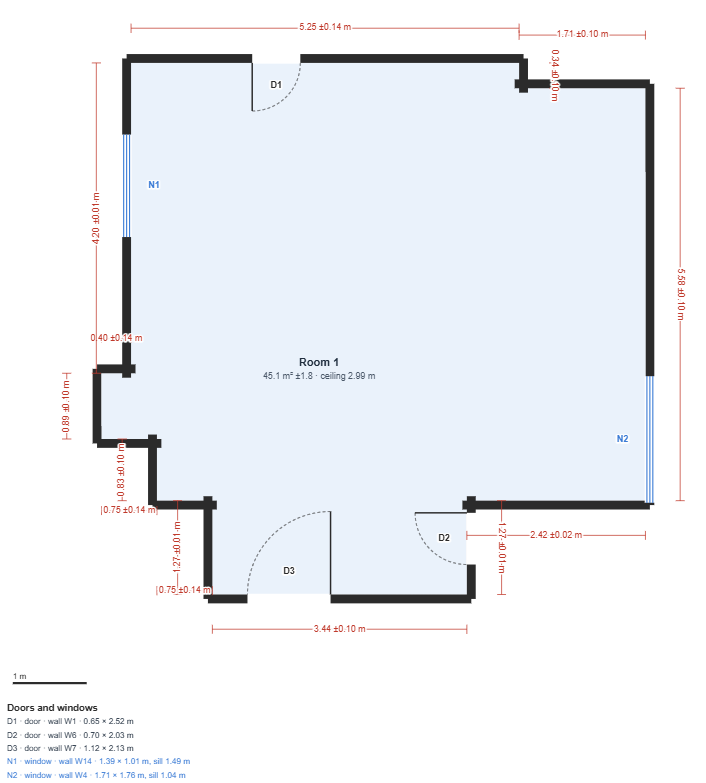 5.25 ±0.14 m
1.71 ±0.10 m
0.34 ±0.10 m
D1
N1
4.20 ±0.01 m
5.58 ±0.10 m
0.40 ±0.14 m
Room 1
45.1 m² ±1.8 · ceiling 2.99 m
0.89 ±0.10 m
N2
0.83 ±0.10 m
0.75 ±0.14 m
1.27 ±0.01 m
D2
1.27 ±0.01 m
2.42 ±0.02 m
D3
0.75 ±0.14 m
3.44 ±0.10 m
1 m
Doors and windows
D1 · door · wall W1 · 0.65 × 2.52 m
D2 · door · wall W6 · 0.70 × 2.03 m
D3 · door · wall W7 · 1.12 × 2.13 m
N1 · window · wall W14 · 1.39 × 1.01 m, sill 1.49 m
N2 · window · wall W4 · 1.71 × 1.76 m, sill 1.04 m